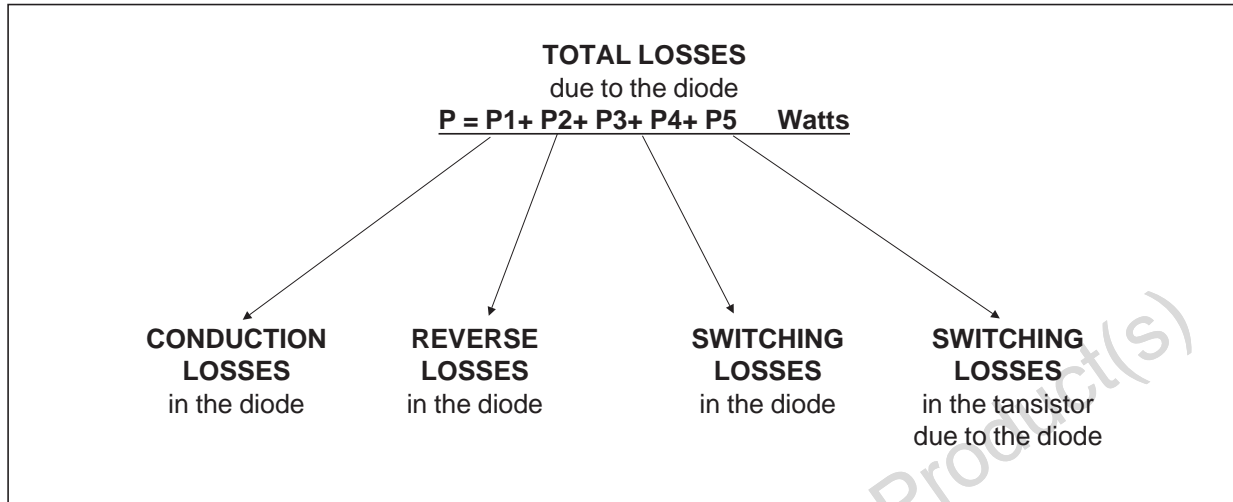 TOTAL LOSSES
due to the diode
P = P1+ P2+ P3+ P4+ P5 Watts
CONDUCTION
LOSSES
in the diode
REVERSE
LOSSES
in the diode
SWITCHING
LOSSES
in the diode
SWITCHING
LOSSES
in the tansistor
due to the diode
Product(s)